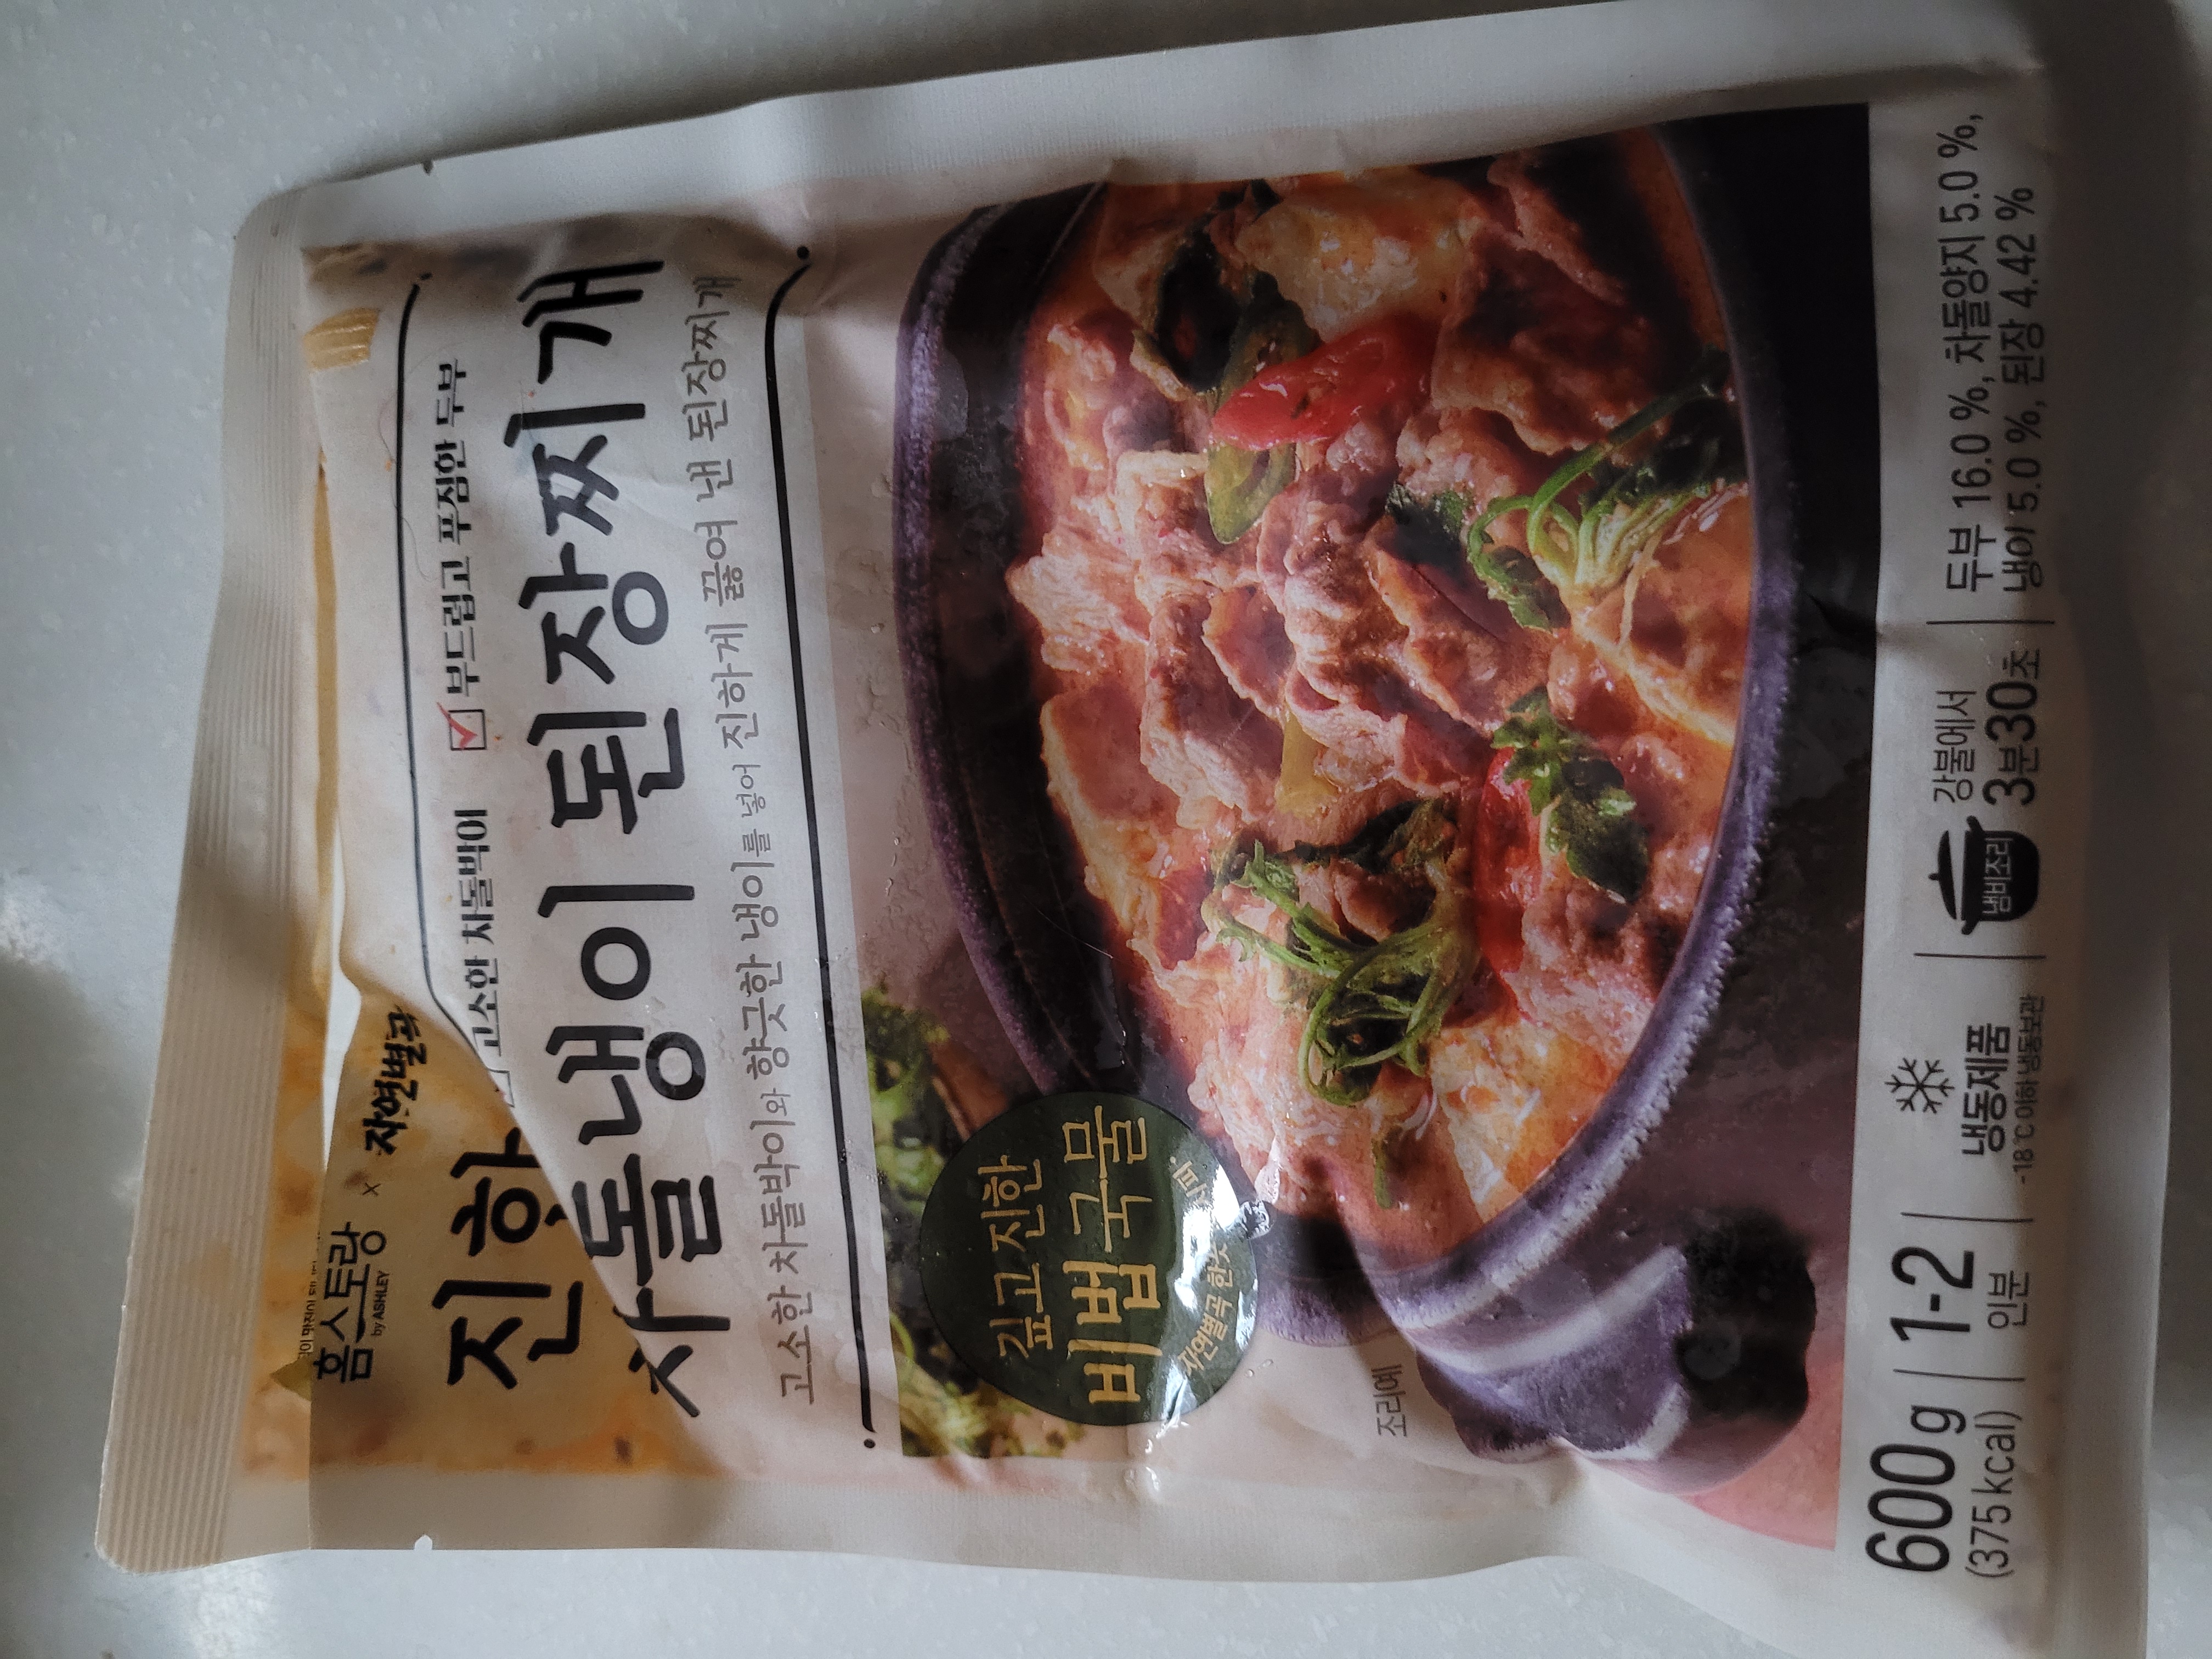 홈스토랑 × 자연별곡
by ASHLEY
고소한 차돌박이 부드럽고 푸짐한 두부
진한
차돌냉이 된장찌개
고소한 차돌박이와 향긋한 냉이를 넣어 진하게 끓여 낸 된장찌개
깊고 진한
비법국물
자연별곡
조리예
600 g
(375 kcal)
1-2
인분
냉동제품
-18 ℃ 이하 냉동보관
냄비조리
강불에서
3분30초
두부 16.0 %, 차돌양지 5.0 %,
냉이 5.0 %, 된장 4.42 %